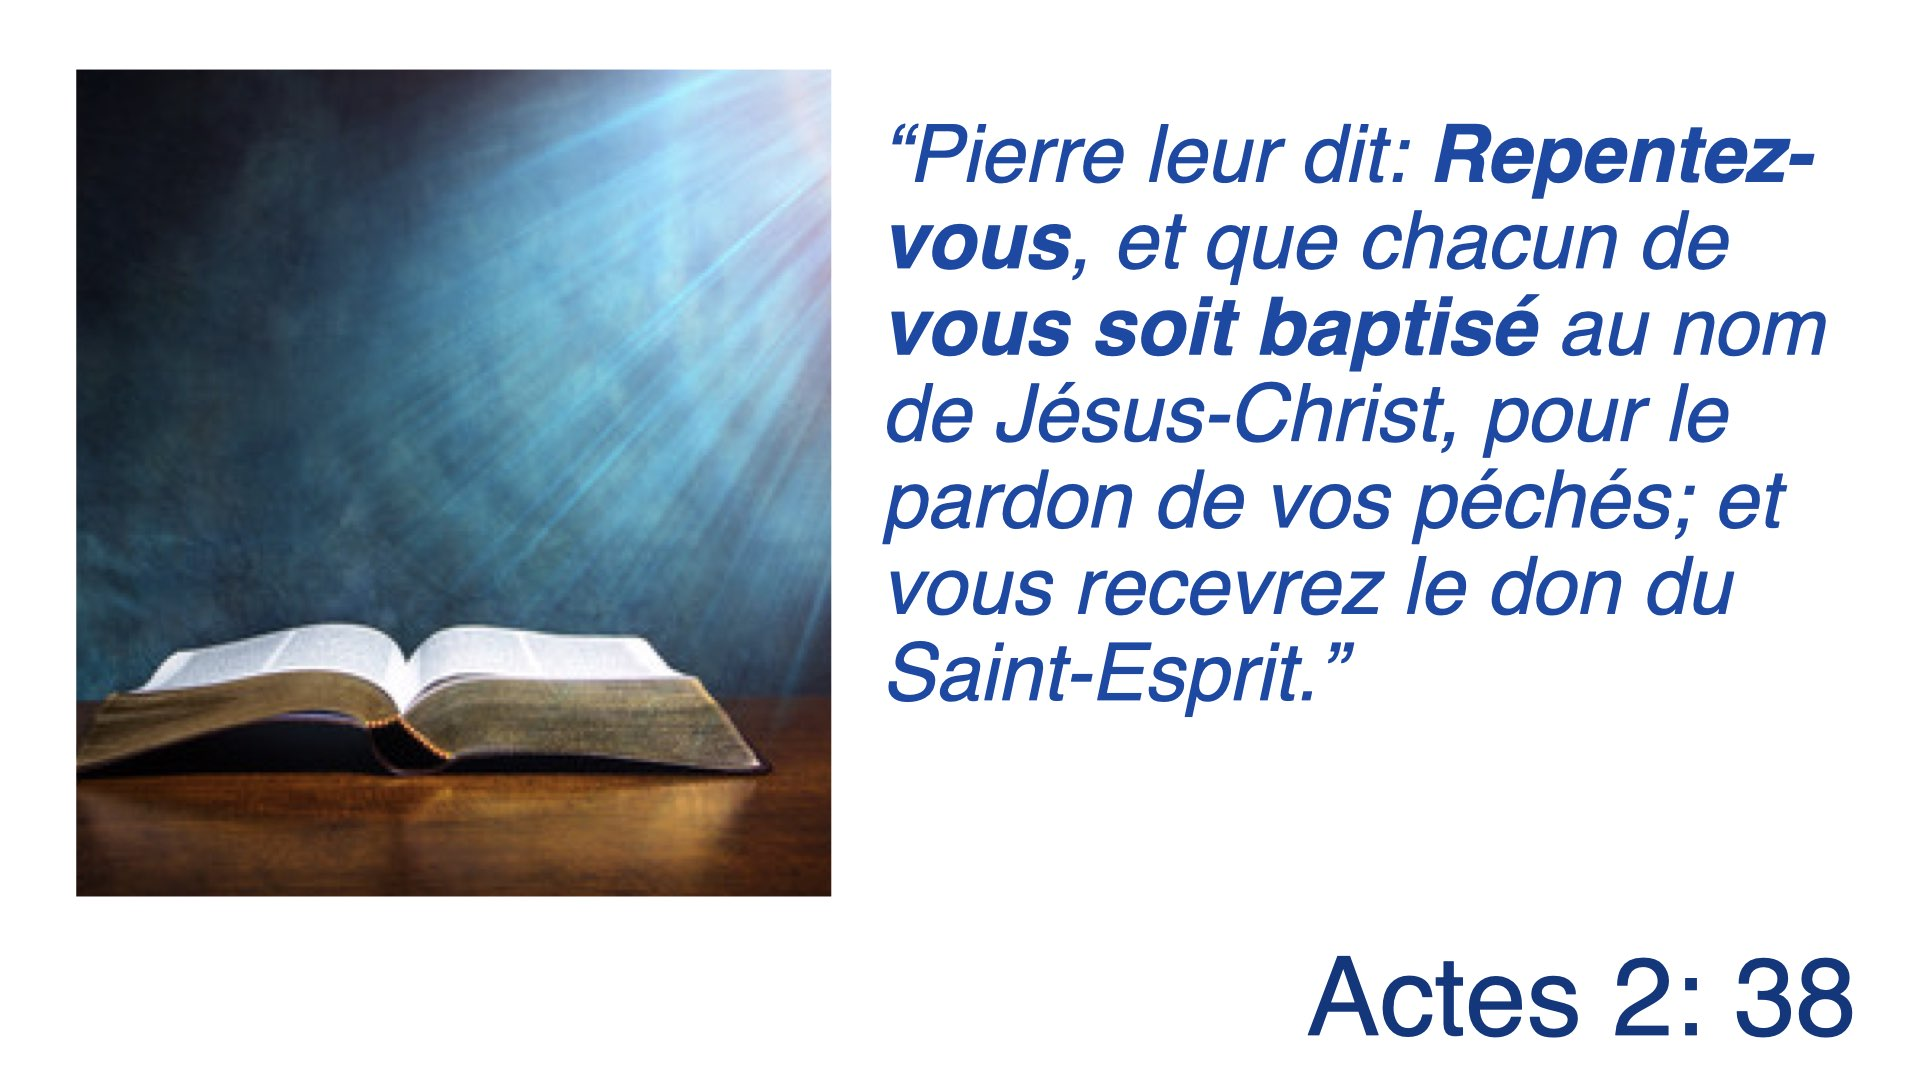 “Pierre leur dit: Repentez-
vous, et que chacun de
vous soit baptisé au nom
de Jésus-Christ, pour le
pardon de vos péchés; et
vous recevrez le don du
Saint-Esprit.”
Actes 2: 38